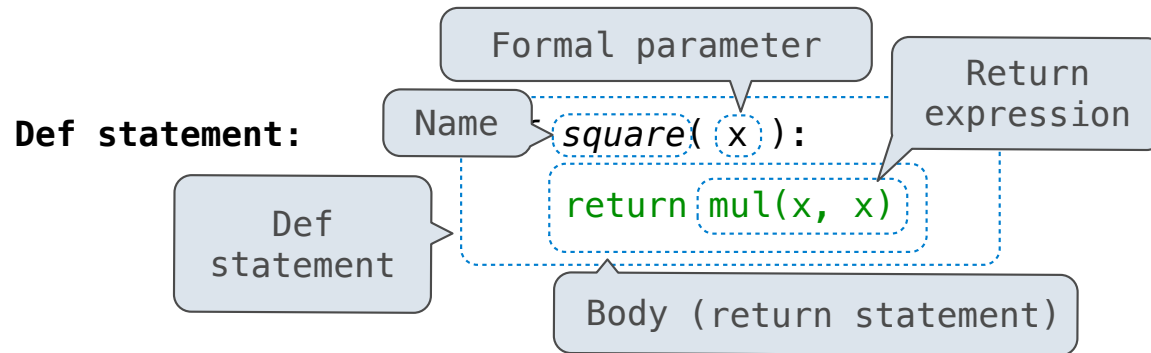 Formal parameter
Return
expression
Def statement:
Name
square( x ):
return mul(x, x)
Def
statement
Body (return statement)